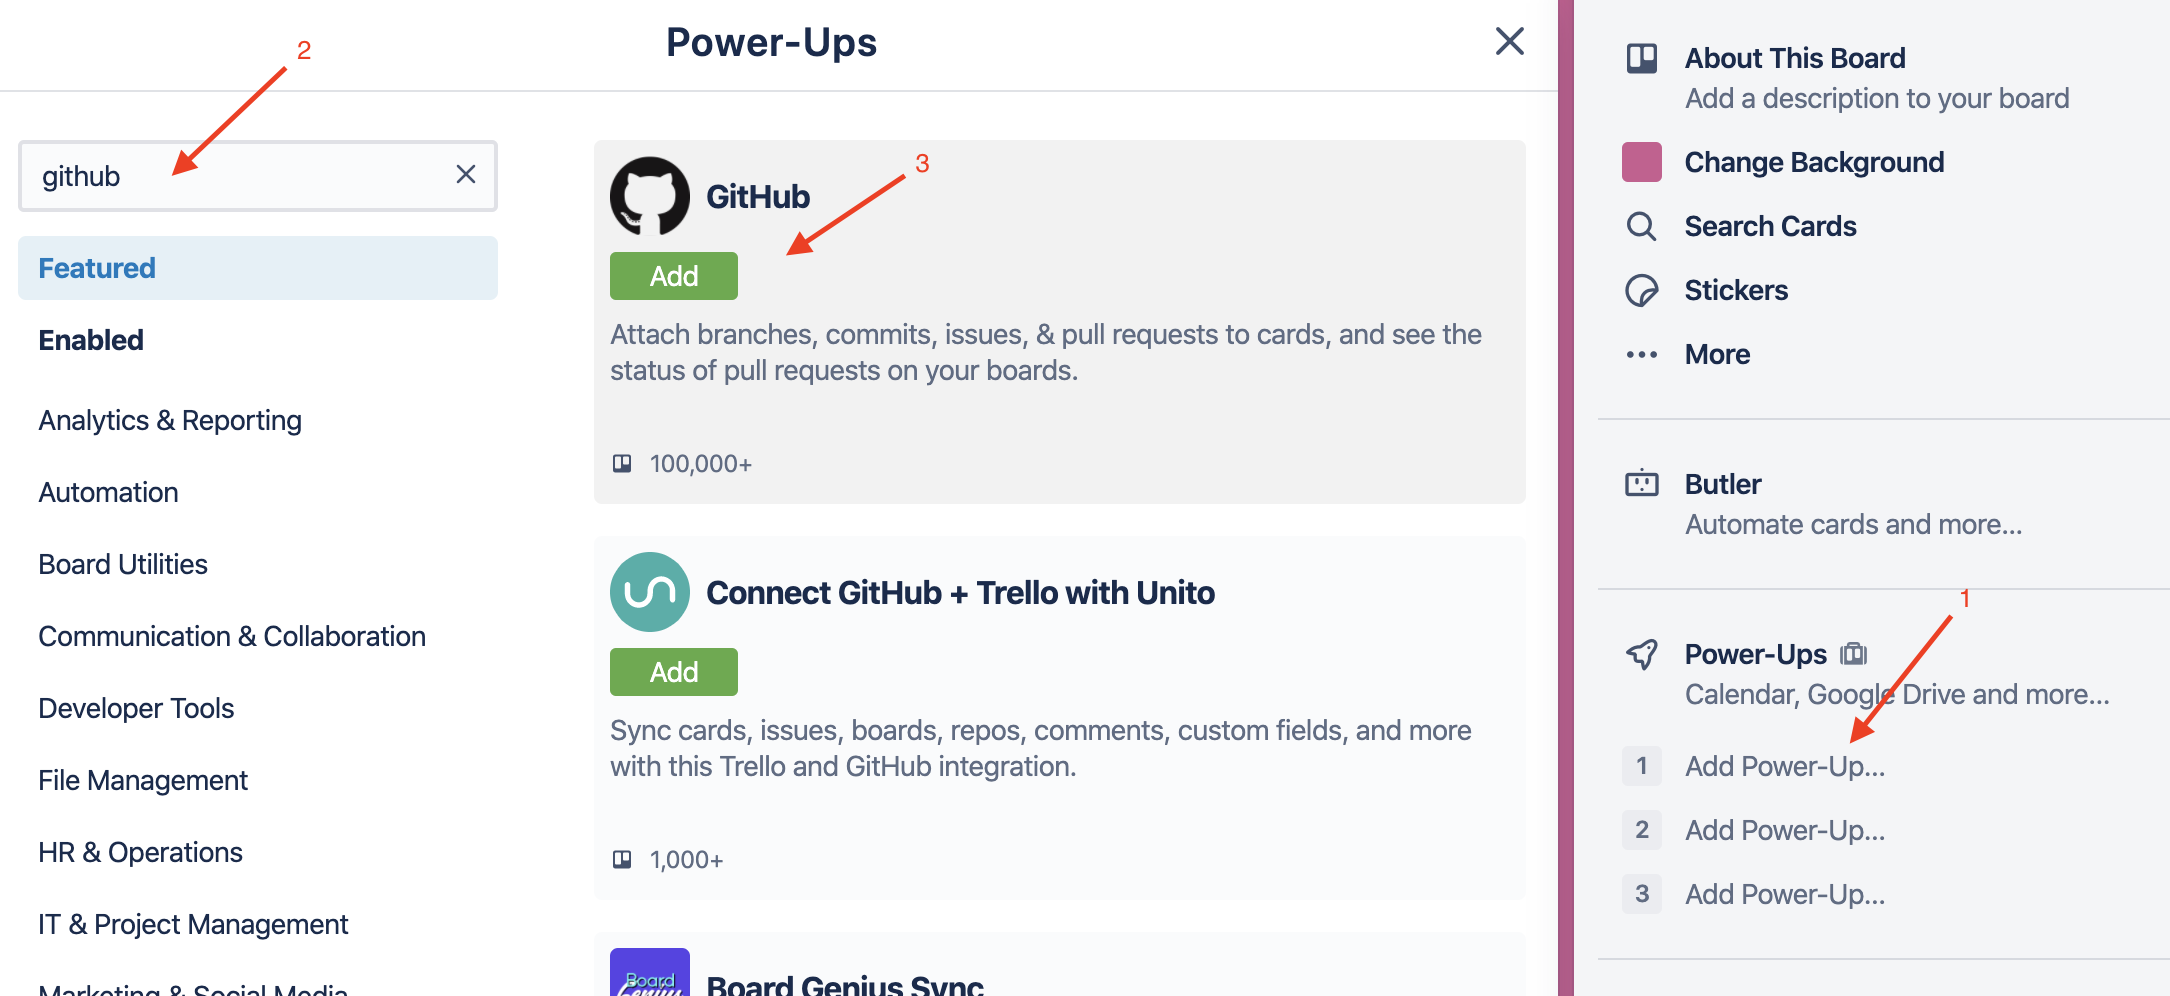 Power-Ups
2
github
Featured
Enabled
Analytics & Reporting
Automation
Board Utilities
Communication & Collaboration
Developer Tools
File Management
HR & Operations
IT & Project Management
Marketing & Social Media
GitHub
3
Add
Attach branches, commits, issues, & pull requests to cards, and see the
status of pull requests on your boards.
100,000+
Connect GitHub + Trello with Unito
Add
Sync cards, issues, boards, repos, comments, custom fields, and more
with this Trello and GitHub integration.
1,000+
Board
Genius
Board Genius Sync
About This Board
Add a description to your board
Change Background
Search Cards
Stickers
More
Butler
Automate cards and more...
1
Power-Ups
Calendar, Google Drive and more...
1 Add Power-Up...
2 Add Power-Up...
3 Add Power-Up...